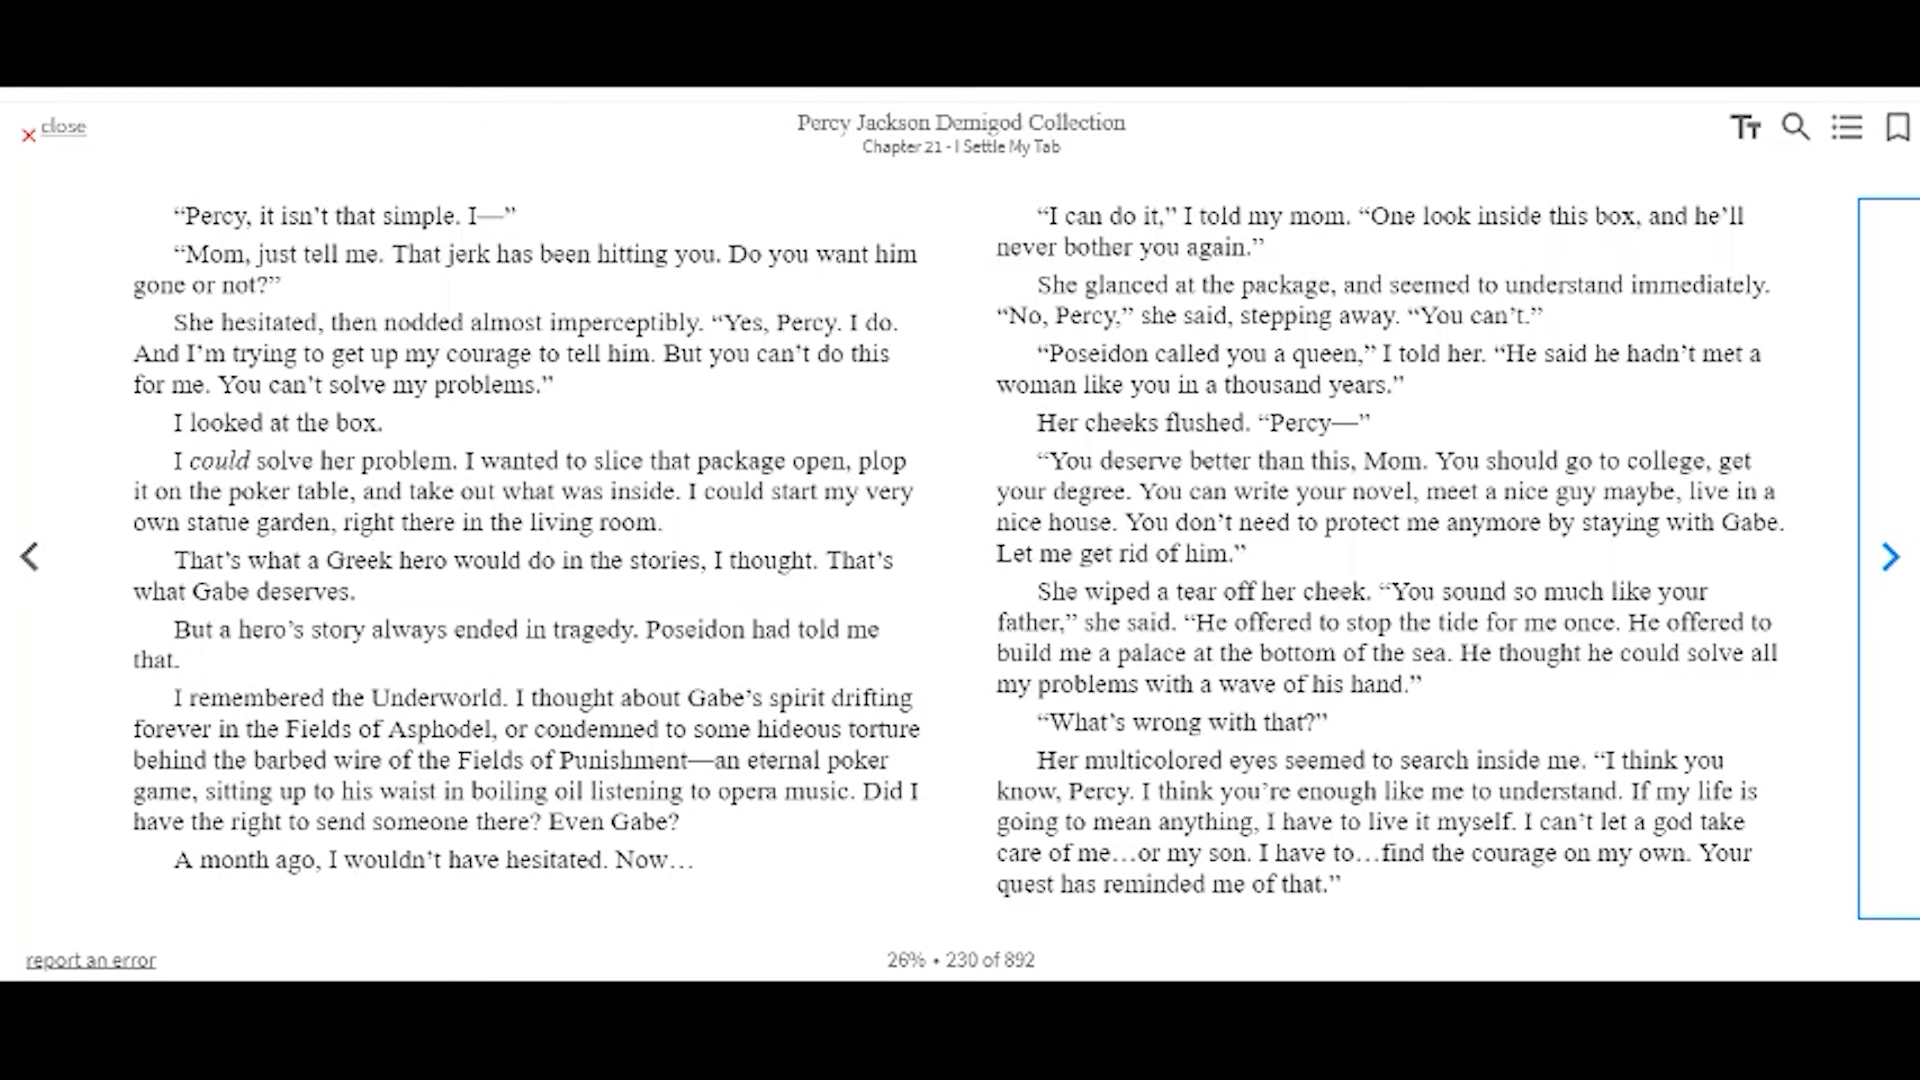 close
Percy Jackson Demigod Collection
Chapter 21 - I Settle My Tab
“Percy, it isn’t that simple. I—”
“Mom, just tell me. That jerk has been hitting you. Do you want him
gone or not?”
She hesitated, then nodded almost imperceptibly. “Yes, Percy. I do.
And I’m trying to get up my courage to tell him. But you can’t do this
for me. You can’t solve my problems.”
I looked at the box.
I could solve her problem. I wanted to slice that package open, plop
it on the poker table, and take out what was inside. I could start my very
own statue garden, right there in the living room.
That’s what a Greek hero would do in the stories, I thought. That’s
what Gabe deserves.
But a hero’s story always ended in tragedy. Poseidon had told me
that.
I remembered the Underworld. I thought about Gabe’s spirit drifting
forever in the Fields of Asphodel, or condemned to some hideous torture
behind the barbed wire of the Fields of Punishment—an eternal poker
game, sitting up to his waist in boiling oil listening to opera music. Did I
have the right to send someone there? Even Gabe?
A month ago, I wouldn’t have hesitated. Now…
“I can do it,” I told my mom. “One look inside this box, and he’ll
never bother you again.”
She glanced at the package, and seemed to understand immediately.
“No, Percy,” she said, stepping away. “You can’t.”
“Poseidon called you a queen,” I told her. “He said he hadn’t met a
woman like you in a thousand years.”
Her cheeks flushed. “Percy—”
“You deserve better than this, Mom. You should go to college, get
your degree. You can write your novel, meet a nice guy maybe, live in a
nice house. You don’t need to protect me anymore by staying with Gabe.
Let me get rid of him.”
She wiped a tear off her cheek. “You sound so much like your
father,” she said. “He offered to stop the tide for me once. He offered to
build me a palace at the bottom of the sea. He thought he could solve all
my problems with a wave of his hand.”
“What’s wrong with that?”
Her multicolored eyes seemed to search inside me. “I think you
know, Percy. I think you’re enough like me to understand. If my life is
going to mean anything, I have to live it myself. I can’t let a god take
care of me…or my son. I have to…find the courage on my own. Your
quest has reminded me of that.”
report an error
26% • 230 of 892